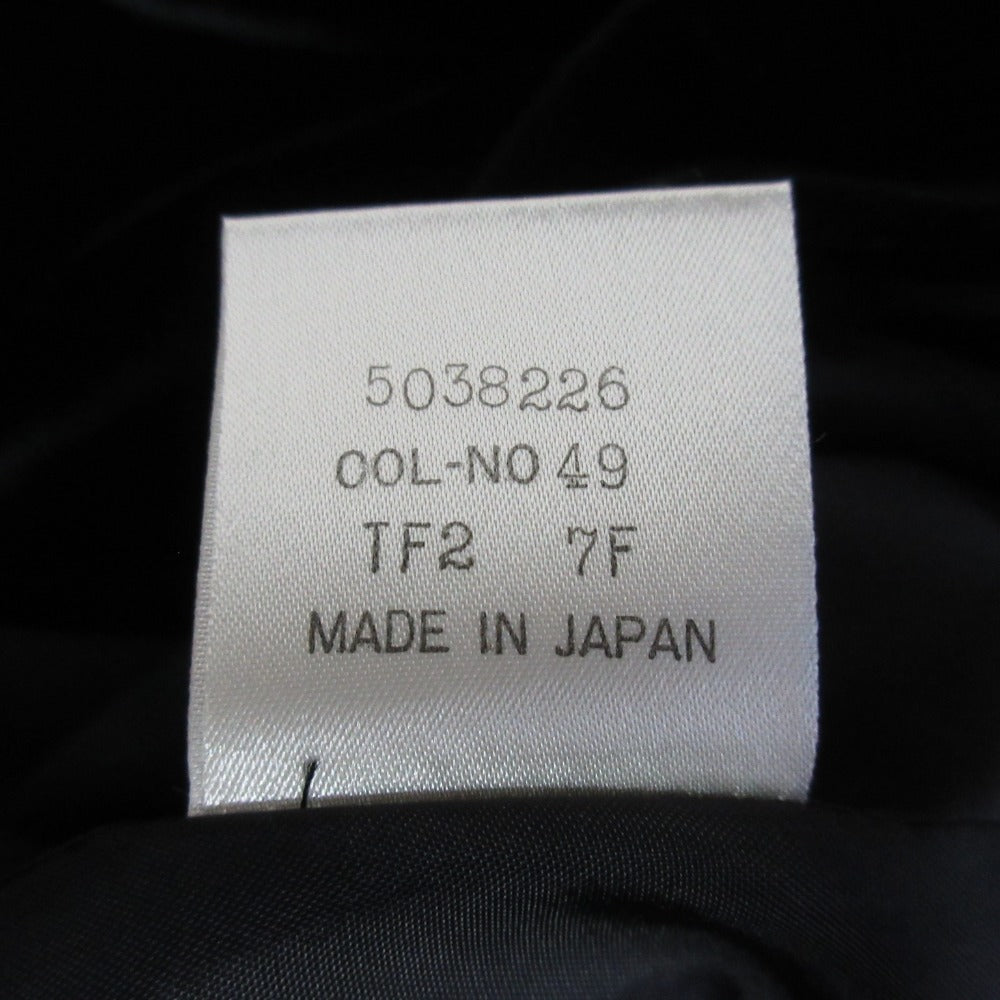 5038226
COL-NO 49
TF2 7F
MADE IN JAPAN